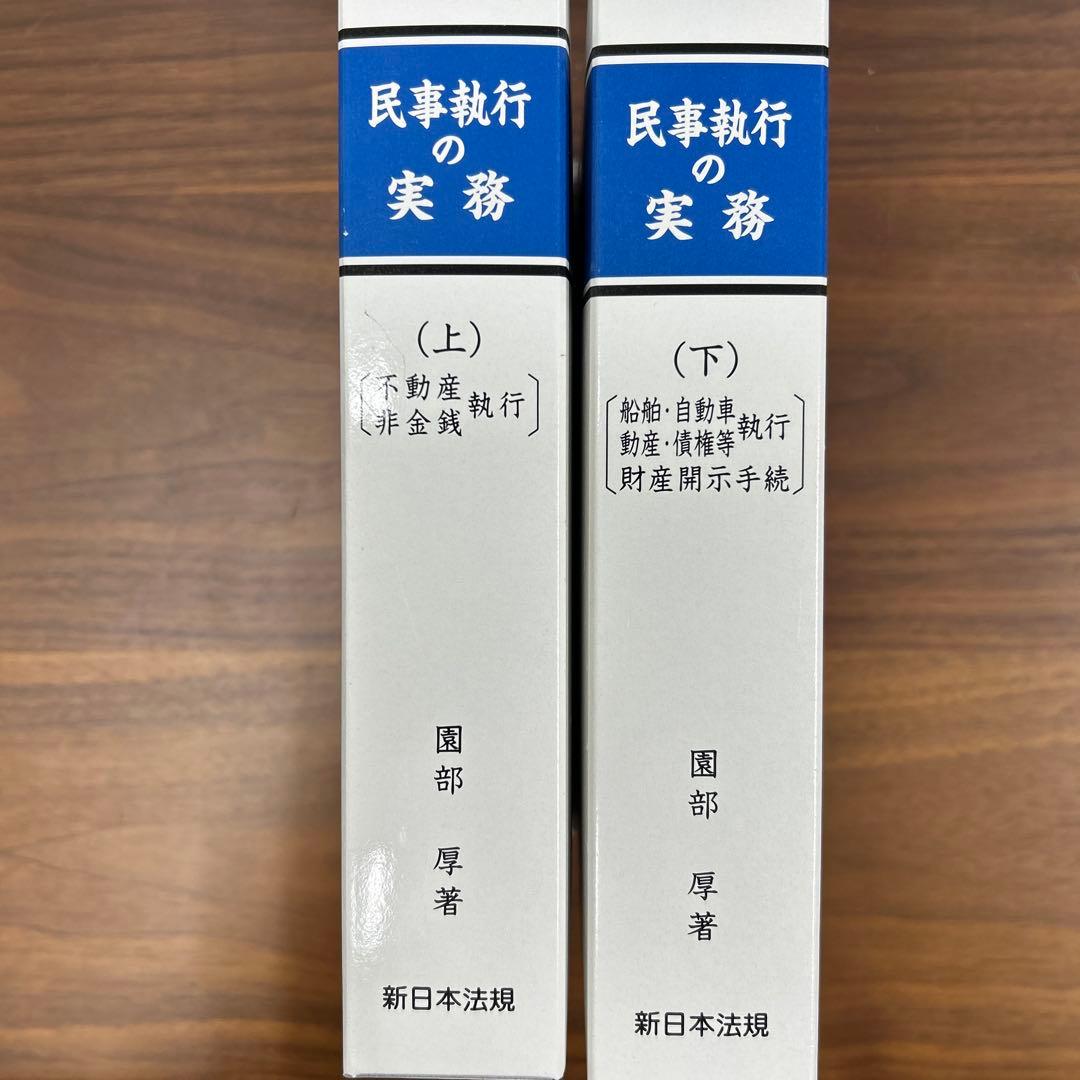 民事執行
の
実務
(上)
〔不動産
非金銭執行〕
園部 厚著
新日本法規
民事執行
の
実務
(下)
〔船舶・自動車
動産・債権等執行
財産開示手続〕
園部 厚著
新日本法規